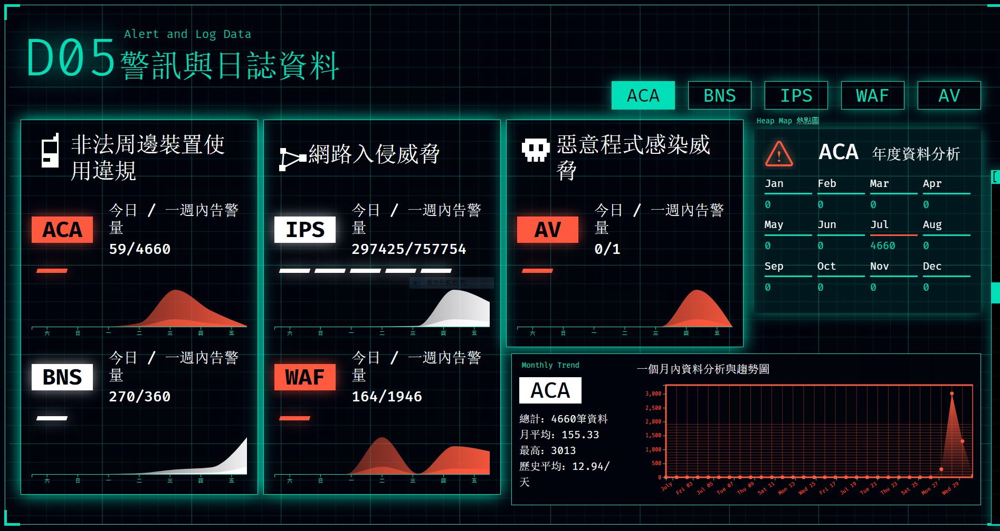 Alert and Log Data
D05 警訊與日誌資料
ACA BNS IPS WAF AV
非法周邊裝置使
用違規
ACA
今日 / 一週內告警
量
59/4660
六 日 一 二 三 四 五
BNS
今日 / 一週內告警
量
270/360
六 日 一 二 三 四 五
網路入侵威脅
IPS
今日 / 一週內告警
量
297425/757754
長方形剪取(R)
六 日 一 二 三 四 五
WAF
今日 / 一週內告警
量
164/1946
六 日 一 二 三 四 五
惡意程式感染威
脅
AV
今日 / 一週內告警
量
0/1
六 日 一 二 三 四 五
Heap Map 熱點圖
! ACA 年度資料分析
Jan Feb Mar Apr
0 0 0 0
May Jun Jul Aug
0 0 4660 0
Sep Oct Nov Dec
0 0 0 0
[
Monthly Trend
ACA
總計: 4660筆資料
月平均: 155.33
最高: 3013
歷史平均: 12.94/
天
一個月內資料分析與趨勢圖
3,000
2,500
2,000
1,500
1,000
500
0
July Fri 03 Jul 05 Tue 07 Thu 09 Sat 11 Mon 13 Wed 15 Fri 17 Jul 19 Tue 21 Thu 23 Sat 25 Mon 27 Wed 29